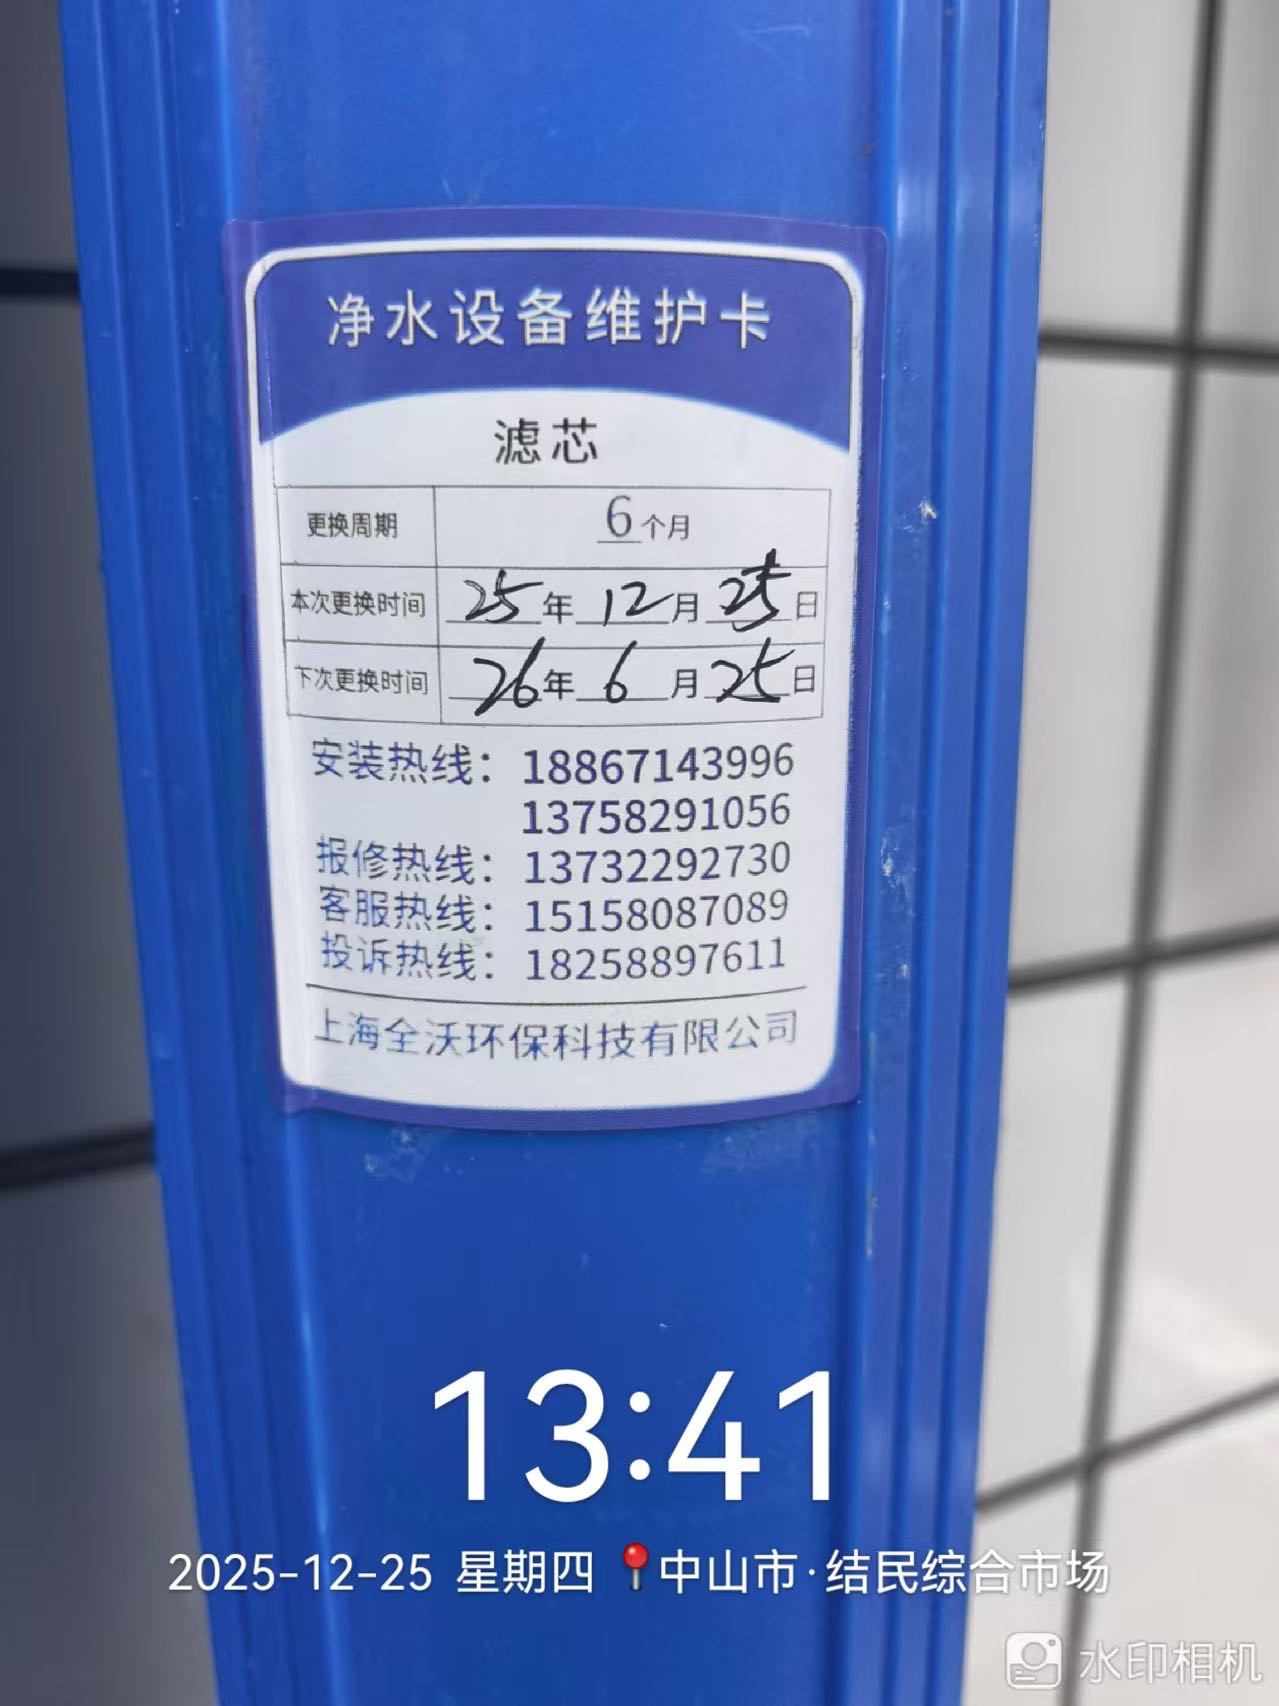 净水设备维护卡
滤芯
更换周期 6个月
本次更换时间 25年12月25日
下次更换时间 26年6月25日
安装热线：18867143996
13758291056
报修热线：13732292730
客服热线：15158087089
投诉热线：18258897611
上海全沃环保科技有限公司
13:41
2025-12-25 星期四 📍中山市·结民综合市场
水印相机